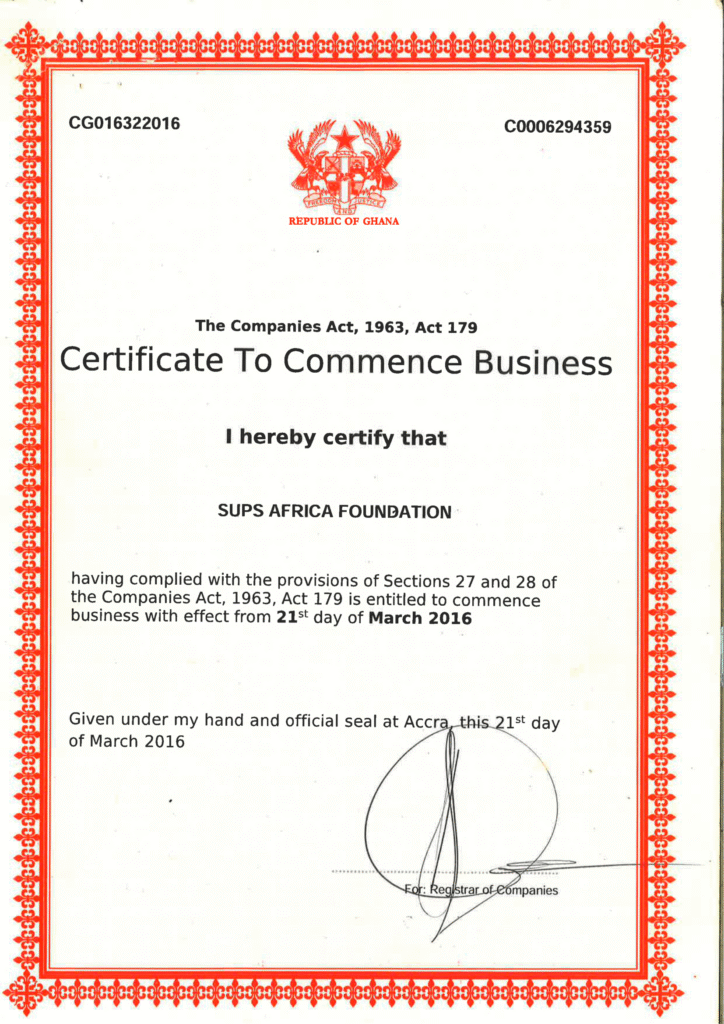 CG016322016
C0006294359
FREEDOM AND JUSTICE
REPUBLIC OF GHANA
The Companies Act, 1963, Act 179
Certificate To Commence Business
I hereby certify that
SUPS AFRICA FOUNDATION
having complied with the provisions of Sections 27 and 28 of
the Companies Act, 1963, Act 179 is entitled to commence
business with effect from 21st day of March 2016
Given under my hand and official seal at Accra, this 21st day
of March 2016
For: Registrar of Companies